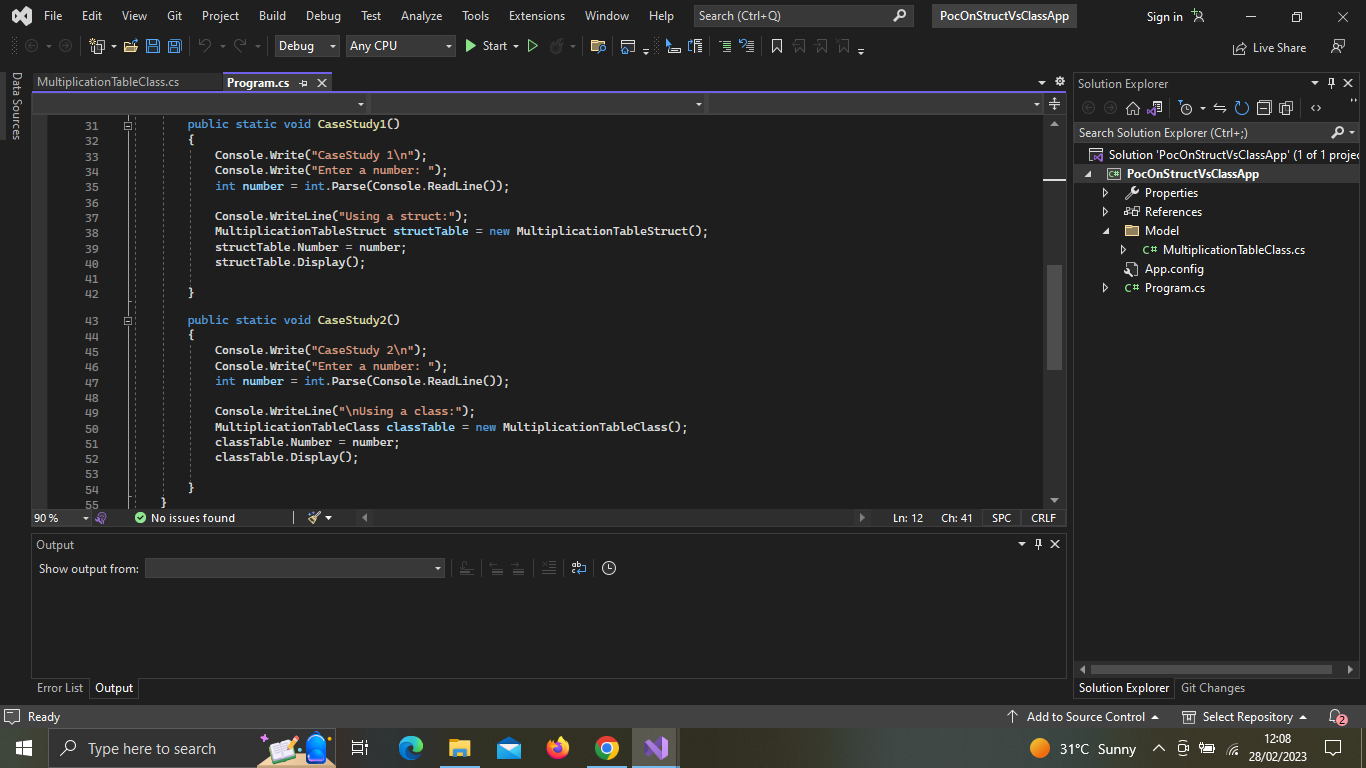 File Edit View Git Project Build Debug Test Analyze Tools Extensions Window Help Search (Ctrl+Q) PocOnStructVsClassApp Sign in
Debug Any CPU Start Live Share
Data Sources
MultiplicationTableClass.cs Program.cs
31 public static void CaseStudy1()
32 {
33 Console.Write("CaseStudy 1\n");
34 Console.Write("Enter a number: ");
35 int number = int.Parse(Console.ReadLine());
36
37 Console.WriteLine("Using a struct:");
38 MultiplicationTableStruct structTable = new MultiplicationTableStruct();
39 structTable.Number = number;
40 structTable.Display();
41
42 }
43 public static void CaseStudy2()
44 {
45 Console.Write("CaseStudy 2\n");
46 Console.Write("Enter a number: ");
47 int number = int.Parse(Console.ReadLine());
48
49 Console.WriteLine("\nUsing a class:");
50 MultiplicationTableClass classTable = new MultiplicationTableClass();
51 classTable.Number = number;
52 classTable.Display();
53
54 }
55 }
90 % No issues found Ln: 12 Ch: 41 SPC CRLF
Output
Show output from:
Error List Output
Solution Explorer
Search Solution Explorer (Ctrl+;)
Solution 'PocOnStructVsClassApp' (1 of 1 projec
C# PocOnStructVsClassApp
Properties
References
Model
C# MultiplicationTableClass.cs
App.config
C# Program.cs
Solution Explorer Git Changes
Ready Add to Source Control Select Repository 2
Type here to search 31°C Sunny 12:08
28/02/2023